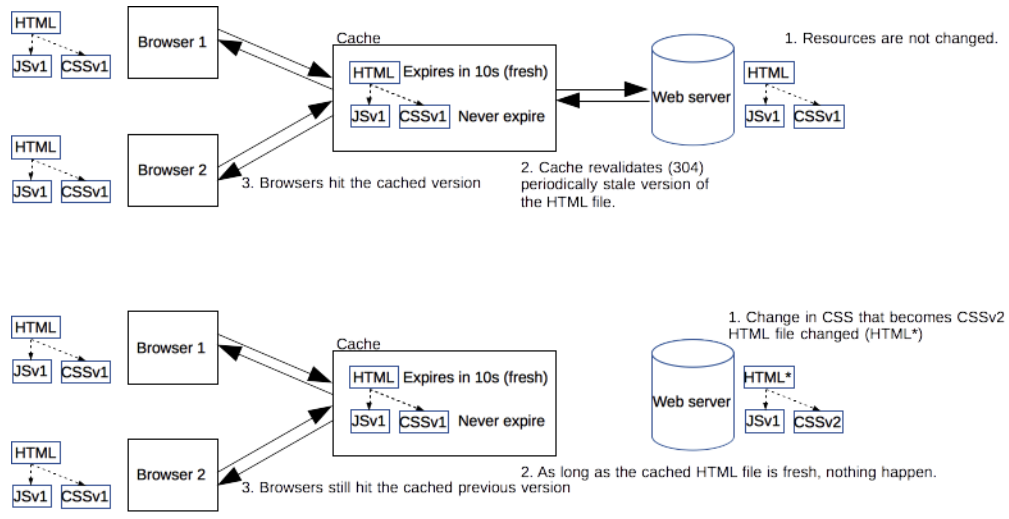 HTML
JSv1
CSSv1
Browser 1
Cache
HTML Expires in 10s (fresh)
JSv1 CSSv1 Never expire
Web server
1. Resources are not changed.
HTML
JSv1 CSSv1
HTML
JSv1 CSSv1
Browser 2
3. Browsers hit the cached version
2. Cache revalidates (304)
periodically stale version of
the HTML file.
HTML
JSv1 CSSv1
Browser 1
Cache
HTML Expires in 10s (fresh)
JSv1 CSSv1 Never expire
Web server
1. Change in CSS that becomes CSSv2
HTML file changed (HTML*)
HTML*
JSv1 CSSv2
HTML
JSv1 CSSv1
Browser 2
2. As long as the cached HTML file is fresh, nothing happen.
3. Browsers still hit the cached previous version